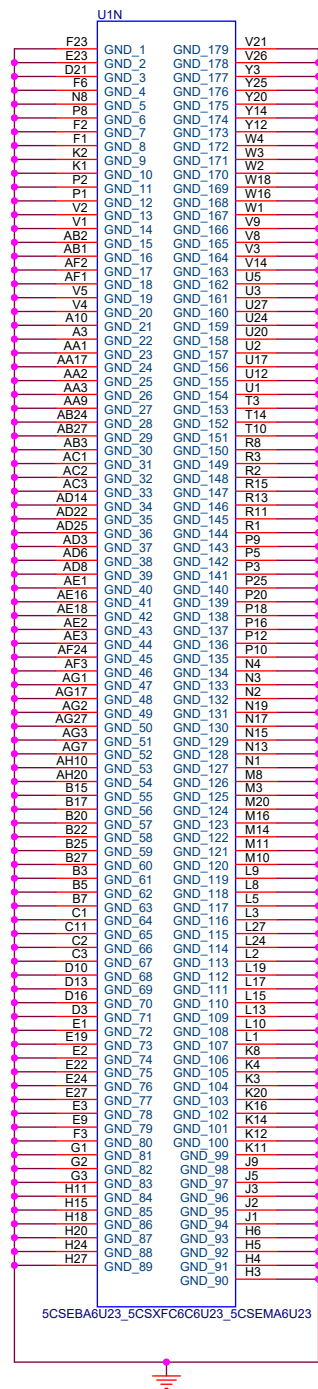 U1N
F23 GND_1 GND_179 V21
E23 GND_2 GND_178 V26
D21 GND_3 GND_177 Y3
F6 GND_4 GND_176 Y25
N8 GND_5 GND_175 Y20
P8 GND_6 GND_174 Y14
F2 GND_7 GND_173 Y12
F1 GND_8 GND_172 W4
K2 GND_9 GND_171 W3
K1 GND_10 GND_170 W2
P2 GND_11 GND_169 W18
P1 GND_12 GND_168 W16
V2 GND_13 GND_167 W1
V1 GND_14 GND_166 V9
AB2 GND_15 GND_165 V8
AB1 GND_16 GND_164 V3
AF2 GND_17 GND_163 V14
AF1 GND_18 GND_162 U5
V5 GND_19 GND_161 U3
V4 GND_20 GND_160 U27
A10 GND_21 GND_159 U24
A3 GND_22 GND_158 U20
AA1 GND_23 GND_157 U2
AA17 GND_24 GND_156 U17
AA2 GND_25 GND_155 U12
AA3 GND_26 GND_154 U1
AA9 GND_27 GND_153 T3
AB24 GND_28 GND_152 T14
AB27 GND_29 GND_151 T10
AB3 GND_30 GND_150 R8
AC1 GND_31 GND_149 R3
AC2 GND_32 GND_148 R2
AC3 GND_33 GND_147 R15
AD14 GND_34 GND_146 R13
AD22 GND_35 GND_145 R11
AD25 GND_36 GND_144 R1
AD3 GND_37 GND_143 P9
AD6 GND_38 GND_142 P5
AD8 GND_39 GND_141 P3
AE1 GND_40 GND_140 P25
AE16 GND_41 GND_139 P20
AE18 GND_42 GND_138 P18
AE2 GND_43 GND_137 P16
AE3 GND_44 GND_136 P12
AF24 GND_45 GND_135 P10
AF3 GND_46 GND_134 N4
AG1 GND_47 GND_133 N3
AG17 GND_48 GND_132 N2
AG2 GND_49 GND_131 N19
AG27 GND_50 GND_130 N17
AG3 GND_51 GND_129 N15
AG7 GND_52 GND_128 N13
AH10 GND_53 GND_127 N1
AH20 GND_54 GND_126 M8
B15 GND_55 GND_125 M3
B17 GND_56 GND_124 M20
B20 GND_57 GND_123 M16
B22 GND_58 GND_122 M14
B25 GND_59 GND_121 M11
B27 GND_60 GND_120 M10
B3 GND_61 GND_119 L9
B5 GND_62 GND_118 L8
B7 GND_63 GND_117 L5
C1 GND_64 GND_116 L3
C11 GND_65 GND_115 L27
C2 GND_66 GND_114 L24
C3 GND_67 GND_113 L2
D10 GND_68 GND_112 L19
D13 GND_69 GND_111 L17
D16 GND_70 GND_110 L15
D3 GND_71 GND_109 L13
E1 GND_72 GND_108 L10
E19 GND_73 GND_107 L1
E2 GND_74 GND_106 K8
E22 GND_75 GND_105 K4
E24 GND_76 GND_104 K3
E27 GND_77 GND_103 K20
E3 GND_78 GND_102 K16
E9 GND_79 GND_101 K14
F3 GND_80 GND_100 K12
G1 GND_81 GND_99 K11
G2 GND_82 GND_98 J9
G3 GND_83 GND_97 J5
H11 GND_84 GND_96 J3
H15 GND_85 GND_95 J2
H18 GND_86 GND_94 J1
H20 GND_87 GND_93 H6
H24 GND_88 GND_92 H5
H27 GND_89 GND_91 H4
GND_90 H3
5CSEBA6U23_5CSXFC6C6U23_5CSEMA6U23